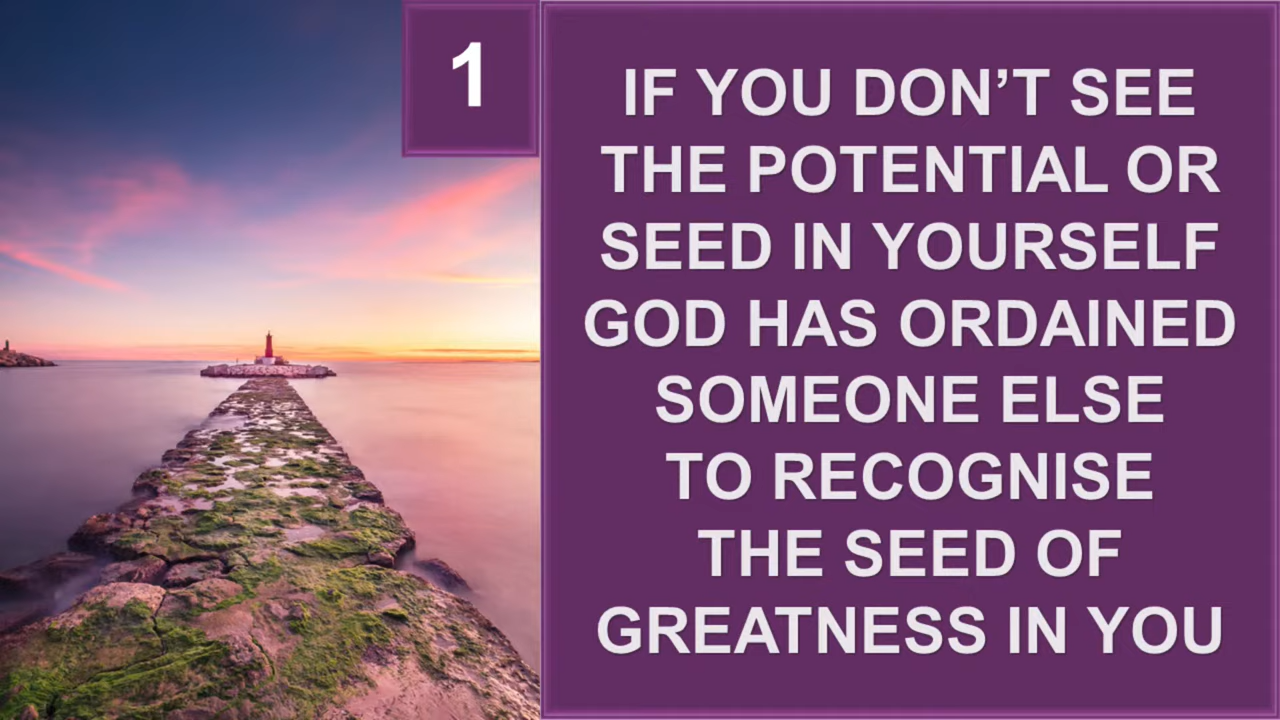 1
IF YOU DON’T SEE
THE POTENTIAL OR
SEED IN YOURSELF
GOD HAS ORDAINED
SOMEONE ELSE
TO RECOGNISE
THE SEED OF
GREATNESS IN YOU